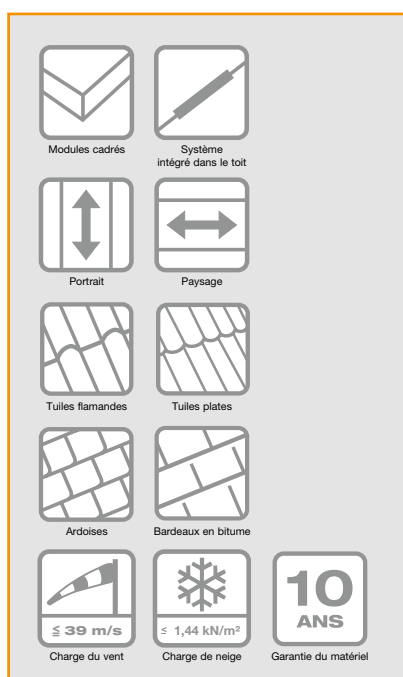 Modules cadrés
Système
intégré dans le toit
Portrait
Paysage
Tuiles flamandes
Tuiles plates
Ardoises
Bardeaux en bitume
≦ 39 m/s
≤ 1,44 kN/m²
10
ANS
Charge du vent
Charge de neige
Garantie du matériel